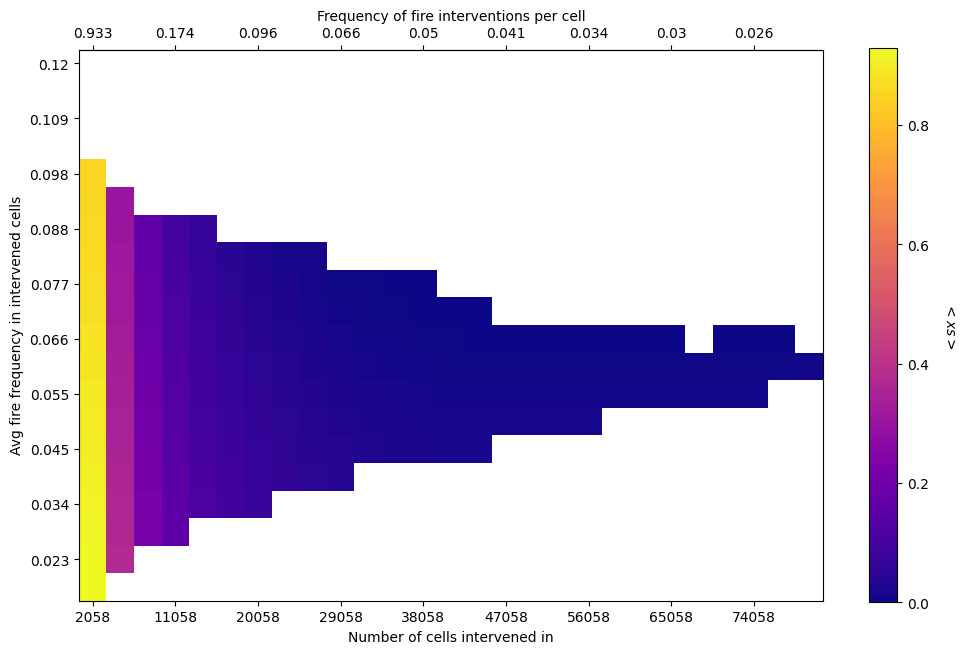 Frequency of fire interventions per cell
0.933 0.174 0.096 0.066 0.05 0.041 0.034 0.03 0.026
0.12
0.109
0.098
0.088
0.077
0.066
0.055
0.045
0.034
0.023
Avg fire frequency in intervened cells
2058 11058 20058 29058 38058 47058 56058 65058 74058
Number of cells intervened in
0.8
0.6
0.4
0.2
0.0
< sx >